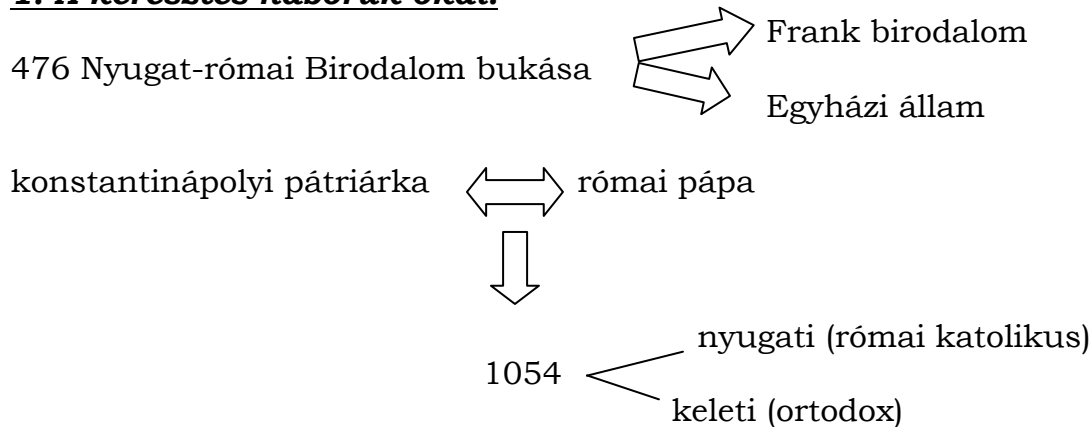 1. A keresztes háborúk okai:
Frank birodalom
476 Nyugat-római Birodalom bukása
Egyházi állam
konstantinápolyi pátriárka római pápa
nyugati (római katolikus)
1054
keleti (ortodox)